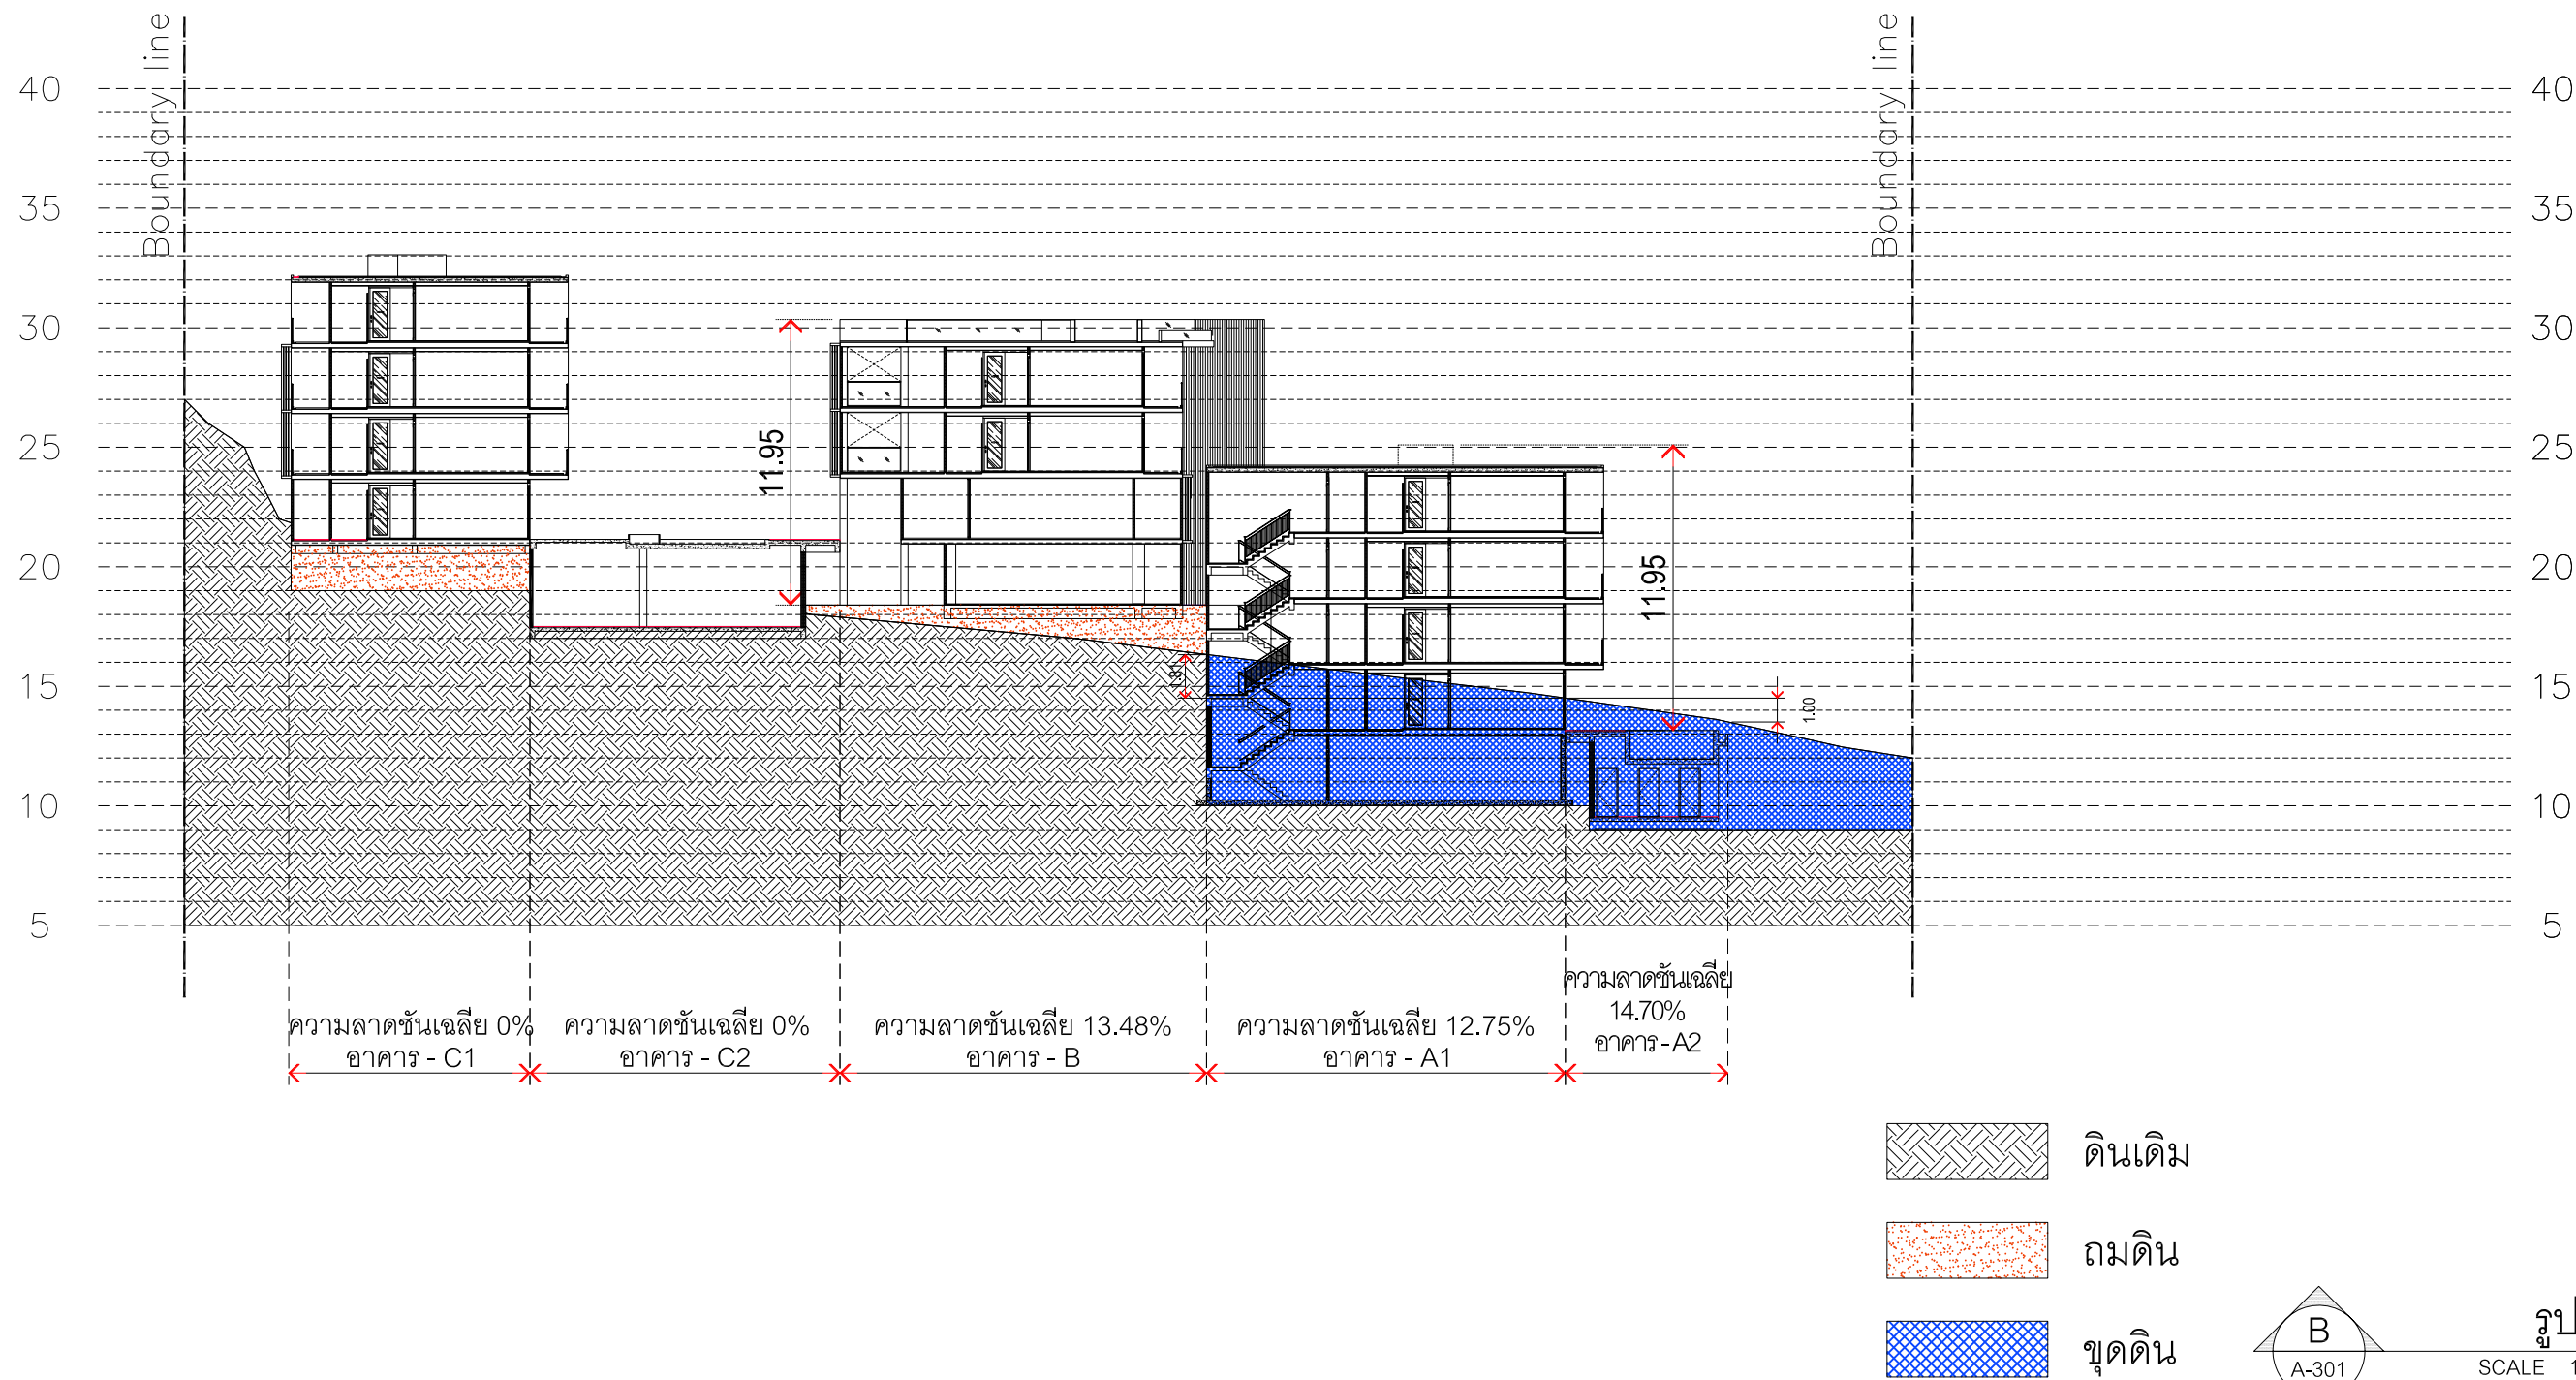 Boundary line
Boundary line
40
40
35
35
30
30
25
25
20
20
15
15
10
10
5
5
11.95
11.95
1.81
1.00
ความลาดชันเฉลี่ย 0%
อาคาร - C1
ความลาดชันเฉลี่ย 0%
อาคาร - C2
ความลาดชันเฉลี่ย 13.48%
อาคาร - B
ความลาดชันเฉลี่ย 12.75%
อาคาร - A1
ความลาดชันเฉลี่ย
14.70%
อาคาร-A2
ดินเดิม
ถมดิน
ขุดดิน
B
A-301
รูป
SCALE 1